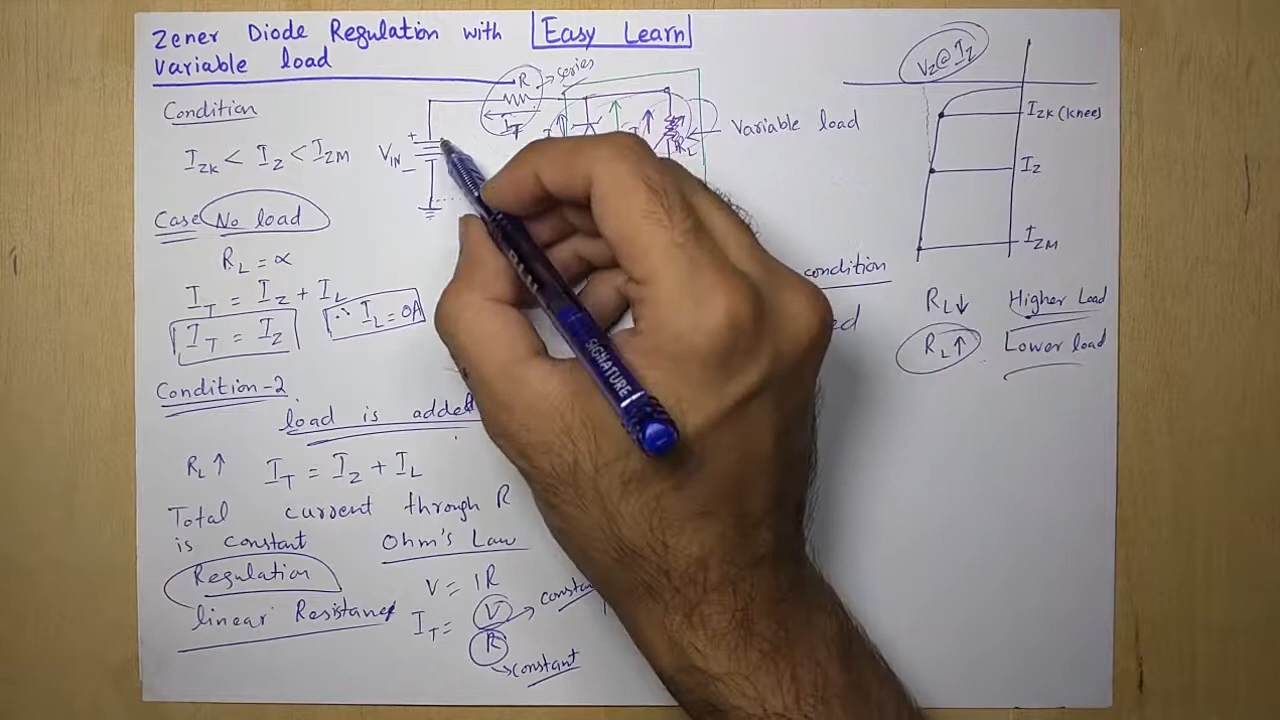 Zener Diode Regulation with Easy Learn
Variable load
Condition
IZK < IZ < IZM
Case No load
RL = ∝
IT = IZ + IL
IT = IZ
∴ IL = 0A
Condition-2
load is added
RL ↑ IT = IZ + IL
Total current through R
is constant
Ohm's Law
Regulation
linear Resistance
V = IR
IT = V
R
constan
constant
R
series
IT
+
VIN
−
RL
Variable load
VZ@IZ
IZK (knee)
IZ
IZM
condition
ed
RL↓ Higher Load
RL↑ Lower load
SIGNATURE